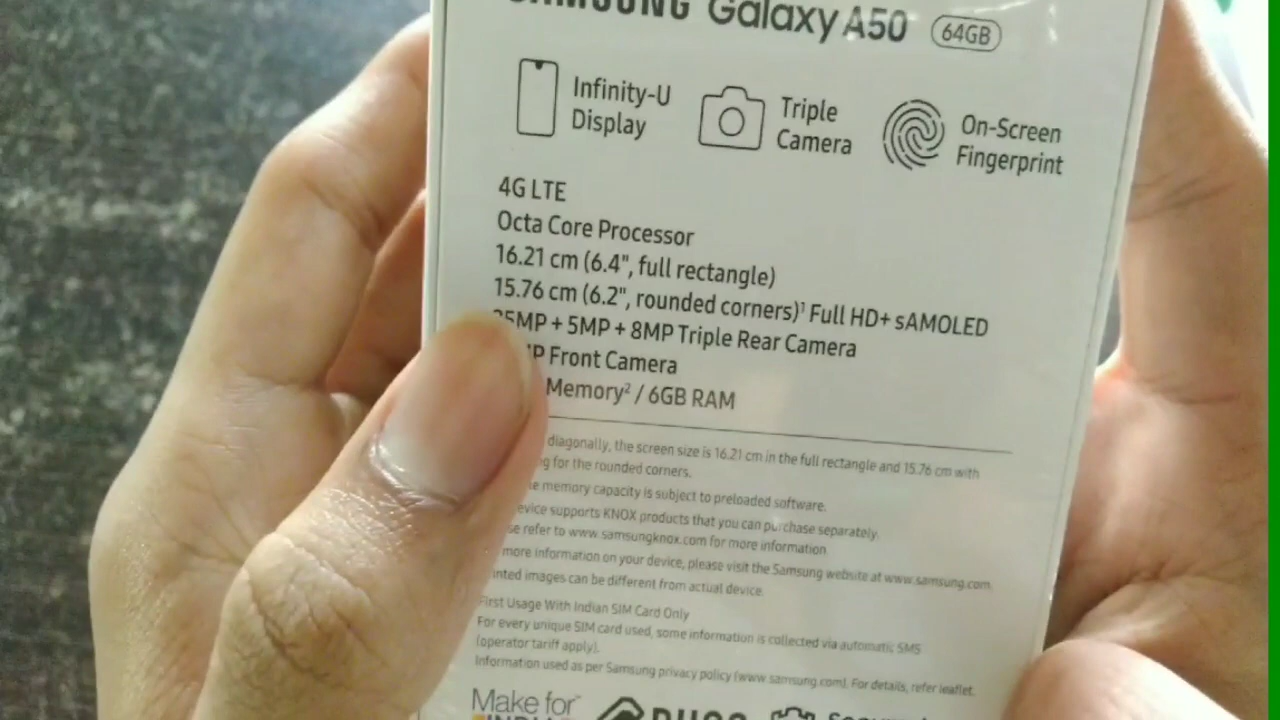 SAMSUNG Galaxy A50 64GB
Infinity-U
Display
Triple
Camera
On-Screen
Fingerprint
4G LTE
Octa Core Processor
16.21 cm (6.4", full rectangle)
15.76 cm (6.2", rounded corners)¹ Full HD+ sAMOLED
25MP + 5MP + 8MP Triple Rear Camera
Front Camera
Memory² / 6GB RAM
diagonally, the screen size is 16.21 cm in the full rectangle and 15.76 cm with
for the rounded corners.
memory capacity is subject to preloaded software.
supports KNOX products that you can purchase separately.
refer to www.samsungknox.com for more information
more information on your device, please visit the Samsung website at www.samsung.com.
images can be different from actual device.
First Usage With Indian SIM Card Only
For every unique SIM card used, some information is collected via automatic SMS
(operator tariff apply).
Information used as per Samsung privacy policy (www.samsung.com). For details, refer leaflet.
Make for
INDIA
DUOS